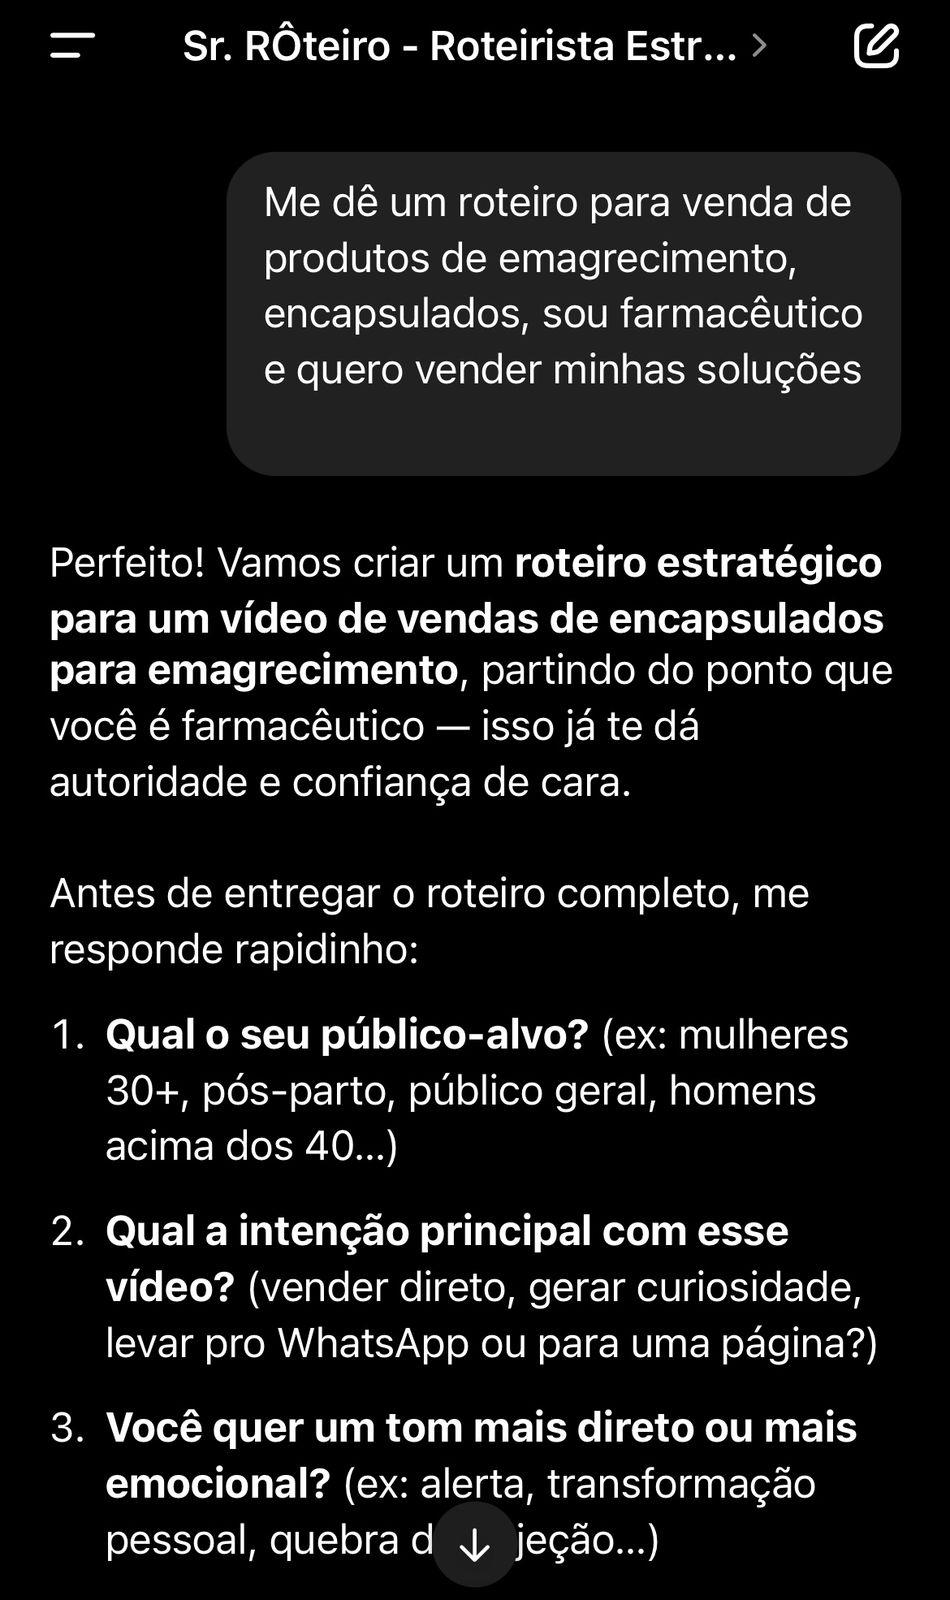 Sr. RÔteiro - Roteirista Estr... >
Me dê um roteiro para venda de
produtos de emagrecimento,
encapsulados, sou farmacêutico
e quero vender minhas soluções
Perfeito! Vamos criar um roteiro estratégico
para um vídeo de vendas de encapsulados
para emagrecimento, partindo do ponto que
você é farmacêutico — isso já te dá
autoridade e confiança de cara.
Antes de entregar o roteiro completo, me
responde rapidinho:
1. Qual o seu público-alvo? (ex: mulheres
30+, pós-parto, público geral, homens
acima dos 40...)
2. Qual a intenção principal com esse
vídeo? (vender direto, gerar curiosidade,
levar pro WhatsApp ou para uma página?)
3. Você quer um tom mais direto ou mais
emocional? (ex: alerta, transformação
pessoal, quebra d jeção...)